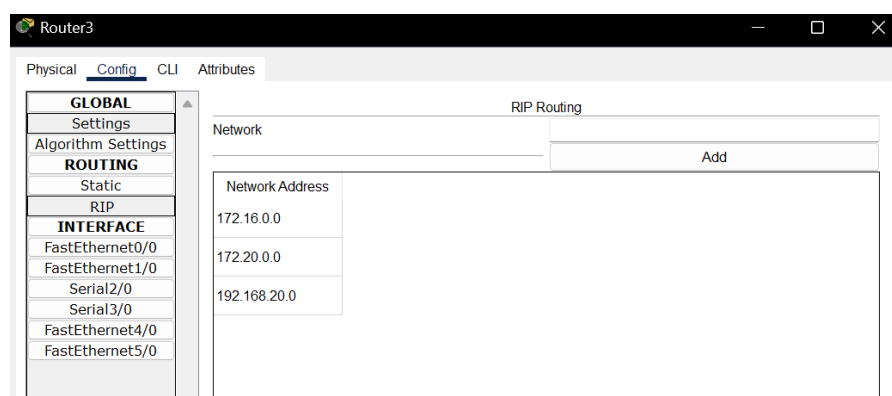 Router3
Physical Config CLI Attributes
GLOBAL
Settings
Algorithm Settings
ROUTING
Static
RIP
INTERFACE
FastEthernet0/0
FastEthernet1/0
Serial2/0
Serial3/0
FastEthernet4/0
FastEthernet5/0
RIP Routing
Network
Add
Network Address
172.16.0.0
172.20.0.0
192.168.20.0